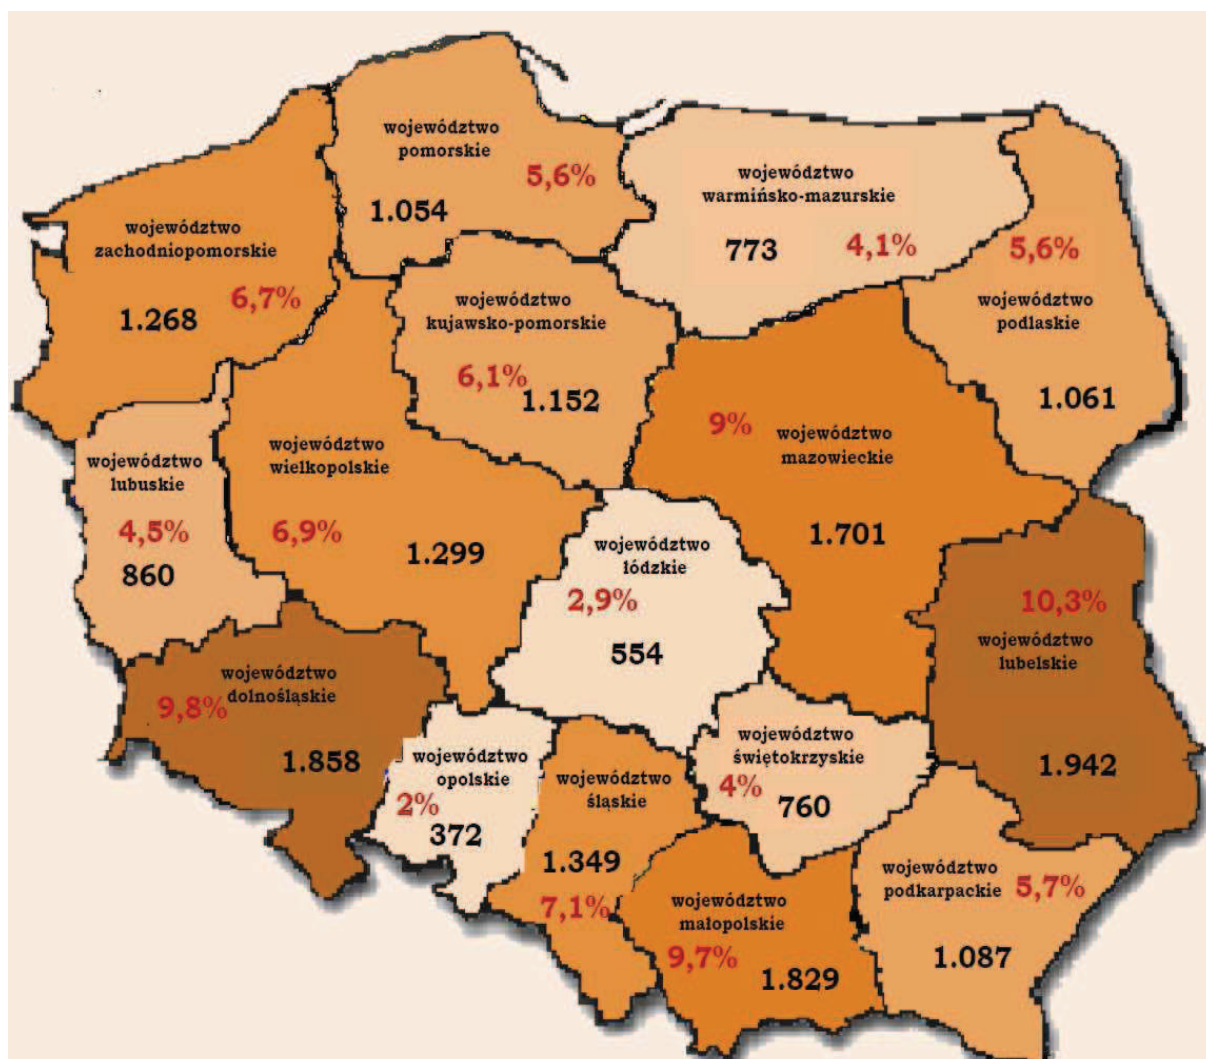 województwo
pomorskie
5,6%
1.054
województwo
warmińsko-mazurskie
773
4,1%
5,6%
województwo
podlaskie
1.061
województwo
zachodniopomorskie
6,7%
1.268
województwo
kujawsko-pomorskie
6,1%
1.152
9%
województwo
mazowieckie
1.701
województwo
wielkopolskie
6,9%
1.299
województwo
lubuskie
4,5%
860
województwo
łódzkie
2,9%
554
10,3%
województwo
lubelskie
1.942
województwo
dolnośląskie
9,8%
1.858
województwo
opolskie
2%
372
województwo
śląskie
1.349
7,1%
województwo
świętokrzyskie
4%
760
województwo
małopolskie
9,7%
1.829
województwo
podkarpackie
5,7%
1.087